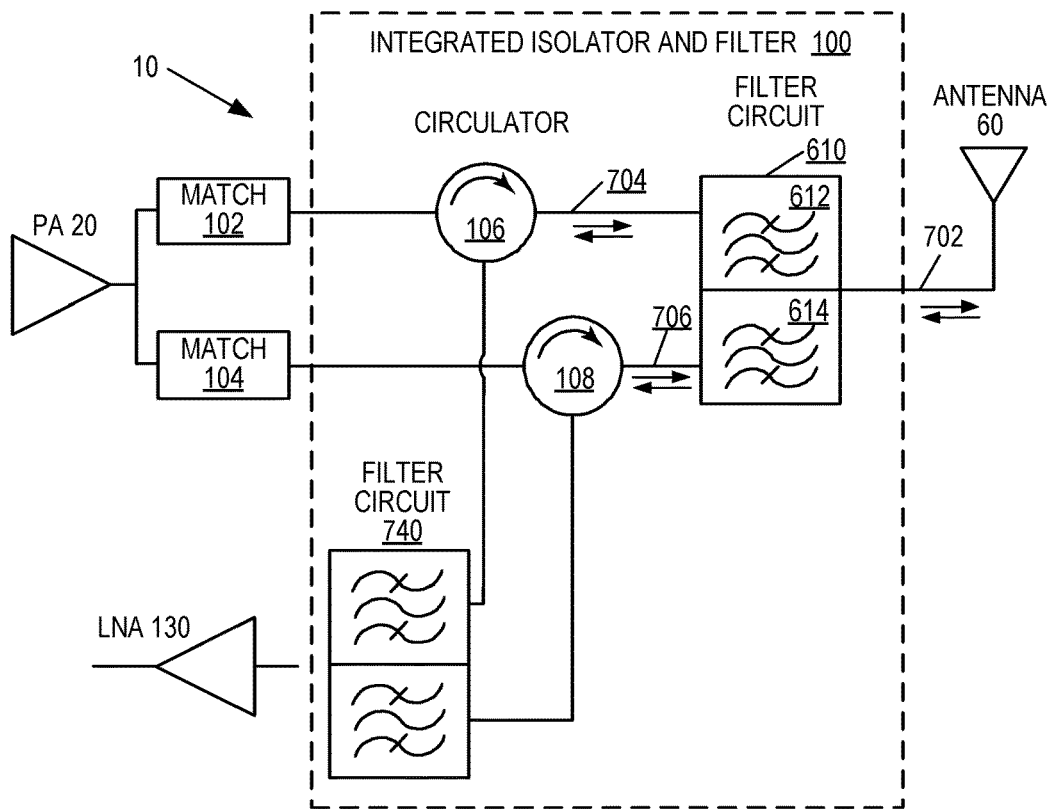 INTEGRATED ISOLATOR AND FILTER 100
10
CIRCULATOR
FILTER
CIRCUIT
ANTENNA
60
610
704
612
MATCH
102
PA 20
106
702
614
706
MATCH
104
108
FILTER
CIRCUIT
740
LNA 130